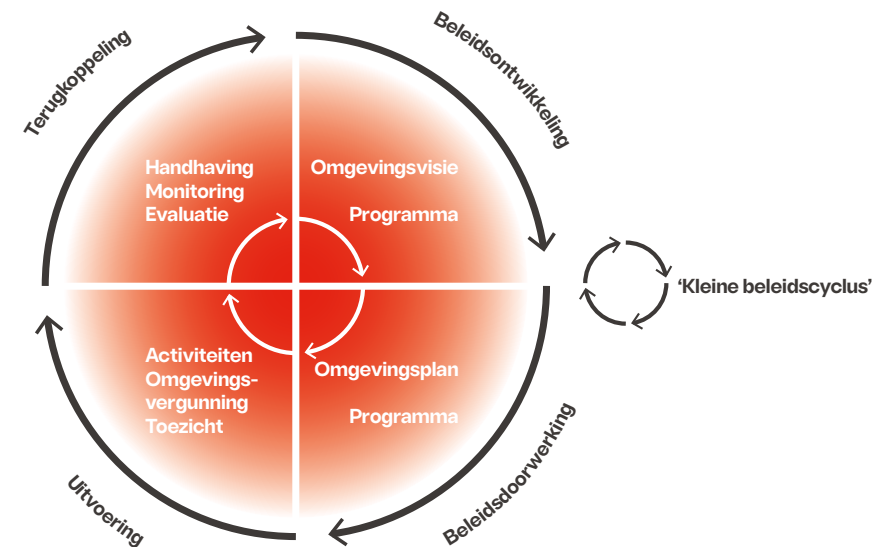 Terugkoppeling
Beleidsontwikkeling
Handhaving
Monitoring
Evaluatie
Omgevingsvisie
Programma
‘Kleine beleidscyclus’
Activiteiten
Omgevings-
vergunning
Toezicht
Omgevingsplan
Programma
Uitvoering
Beleidsdoorwerking